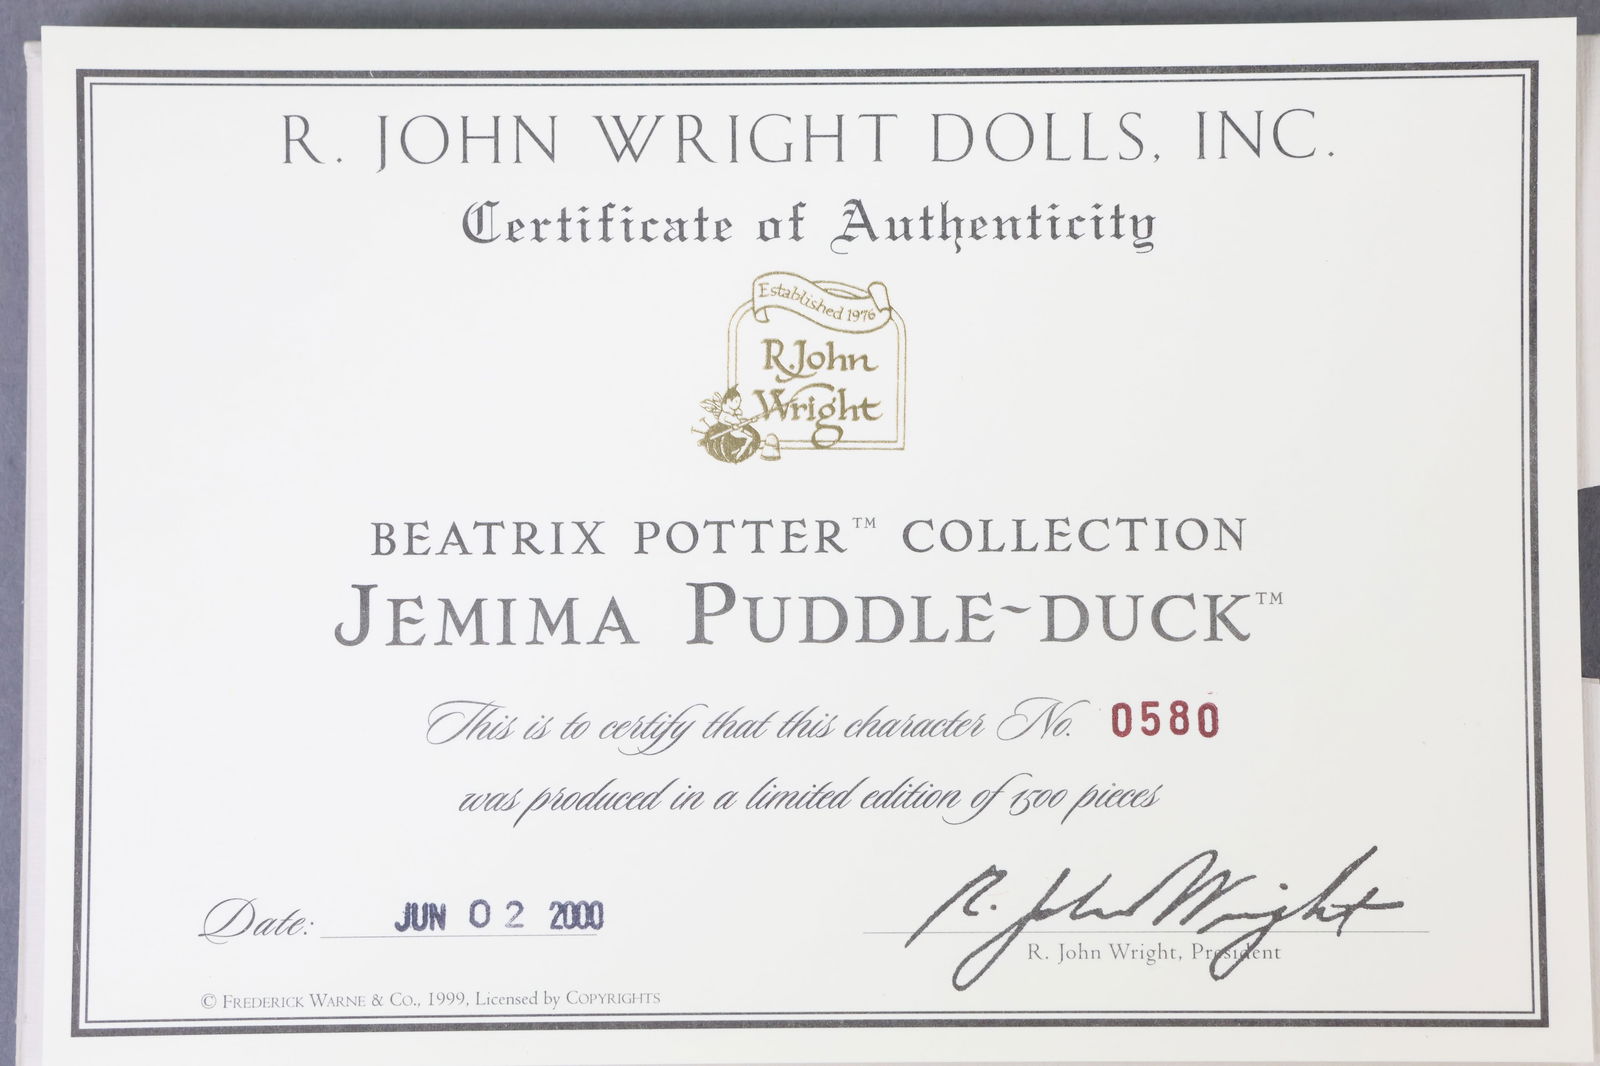 R. JOHN WRIGHT DOLLS, INC.
Certificate of Authenticity
Established 1976
R. John
Wright
BEATRIX POTTER™ COLLECTION
JEMIMA PUDDLE~DUCK™
This is to certify that this character No. 0580
was produced in a limited edition of 1500 pieces
Date: JUN 02 2000
R. John Wright
R. John Wright, President
© FREDERICK WARNE & CO., 1999, Licensed by COPYRIGHTS